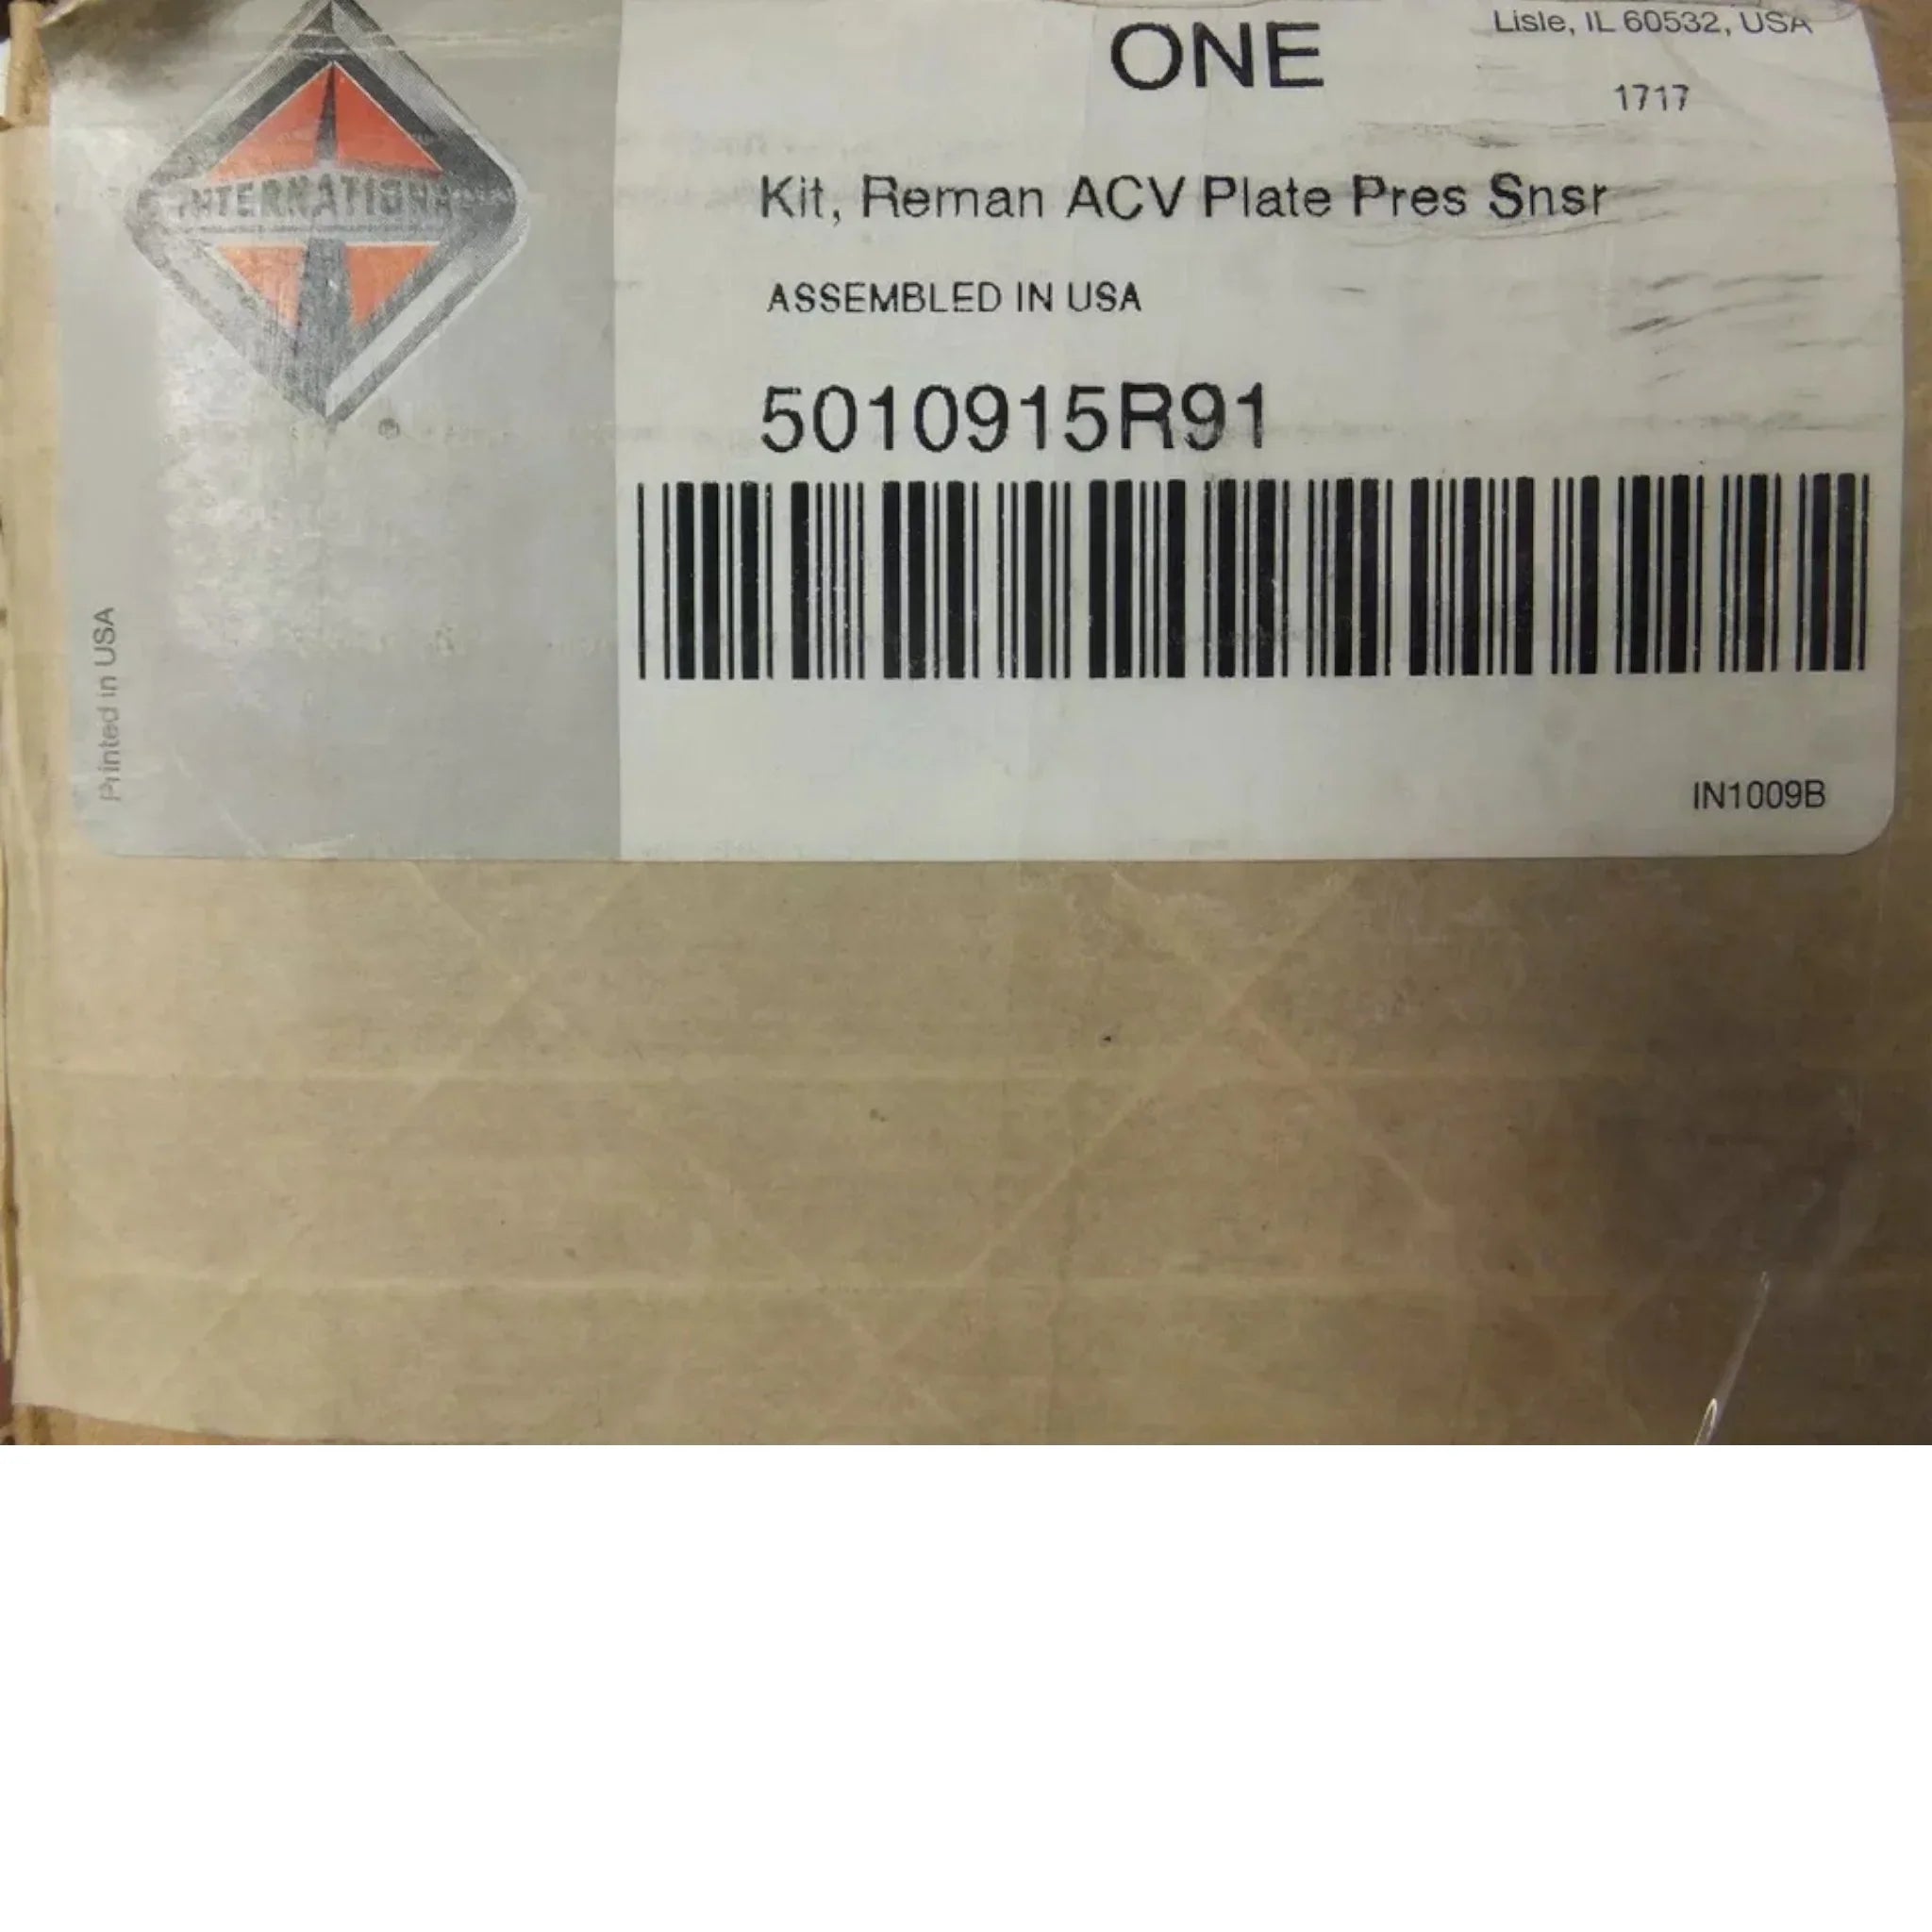 ONE
Lisle, IL 60532, USA
1717
INTERNATIONAL
Kit, Reman ACV Plate Pres Snsr
ASSEMBLED IN USA
®
5010915R91
Printed in USA
IN1009B